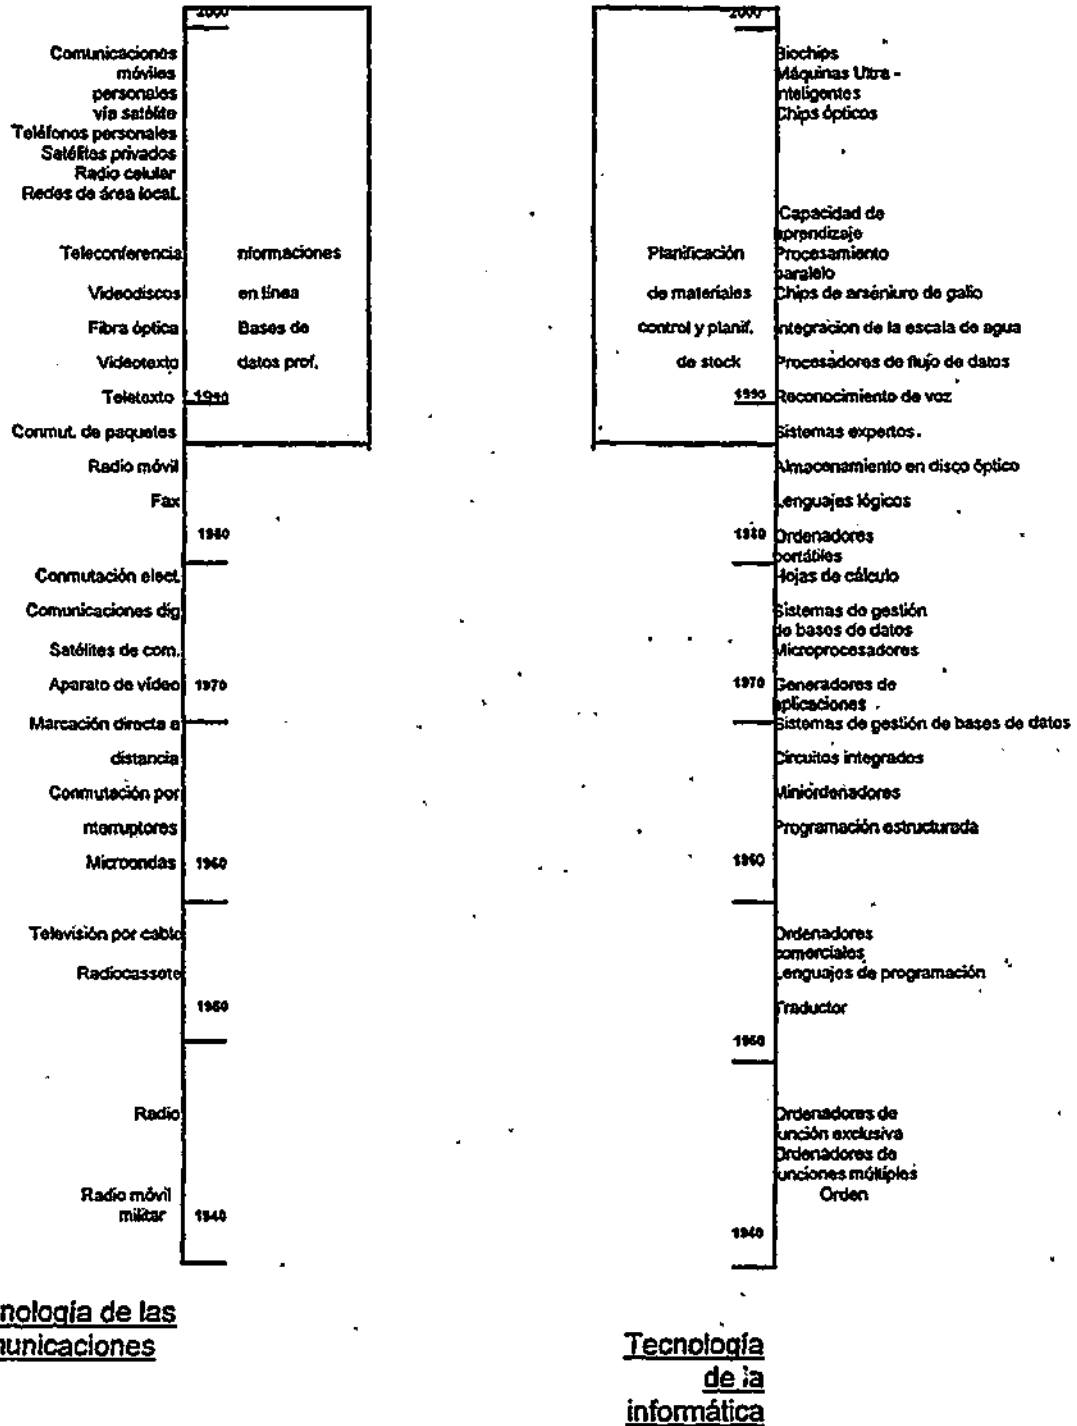 2000
Comunicaciones
móviles
personales
vía satélite
Teléfonos personales
Satélites privados
Radio celular
Redes de área local.
Teleconferencia
Videodiscos
Fibra óptica
Videotexto
Teletexto
1990
Conmut. de paquetes
Radio móvil
Fax
1980
Conmutación elect.
Comunicaciones dig
Satélites de com.
Aparato de vídeo
1970
Marcación directa a
distancia
Conmutación por
nterruptores
Microondas
1960
Televisión por cable
Radiocassete
1950
Radio
Radio móvil
militar
1940
nformaciones
en línea
Bases de
datos prof.
nología de las
nunicaciones
2000
Planificación
de materiales
control y planif.
de stock
1990
1980
1970
1960
1950
1940
Biochips
Máquinas Ultra -
nteligentes
Chips ópticos
Capacidad de
aprendizaje
Procesamiento
paralelo
Chips de arséniuro de galio
Integracion de la escala de agua
Procesadores de flujo de datos
Reconocimiento de voz
Sistemas expertos.
Almacenamiento en disco óptico
Lenguajes lógicos
Ordenadores
portátiles
Hojas de cálculo
Sistemas de gestión
de bases de datos
Microprocesadores
Generadores de
aplicaciones
Sistemas de gestión de bases de datos
Circuitos integrados
Miniordenadores
Programación estructurada
Ordenadores
comerciales
Lenguajes de programación
Traductor
Ordenadores de
función exclusiva
Ordenadores de
funciones múltiples
Orden
Tecnología
de la
informática